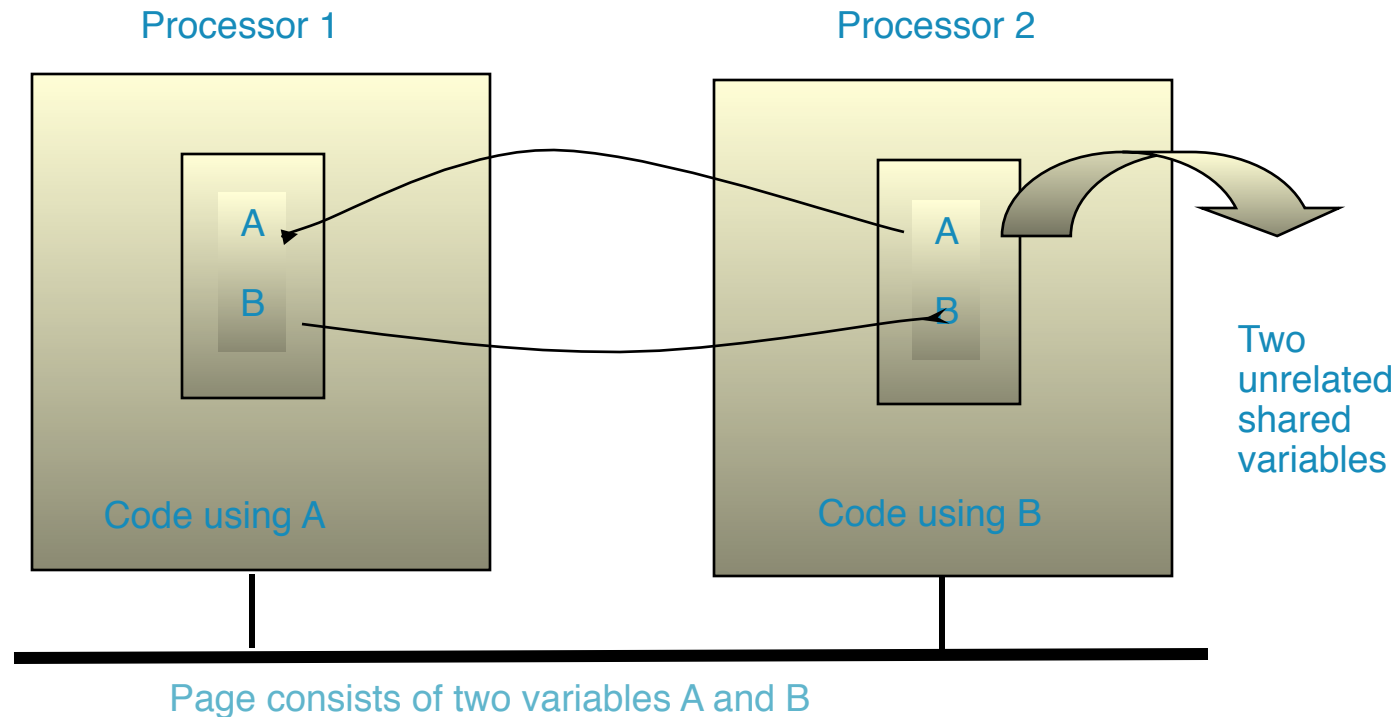 Processor 1
Processor 2
A
B
A
B
Two
unrelated
shared
variables
Code using A
Code using B
Page consists of two variables A and B